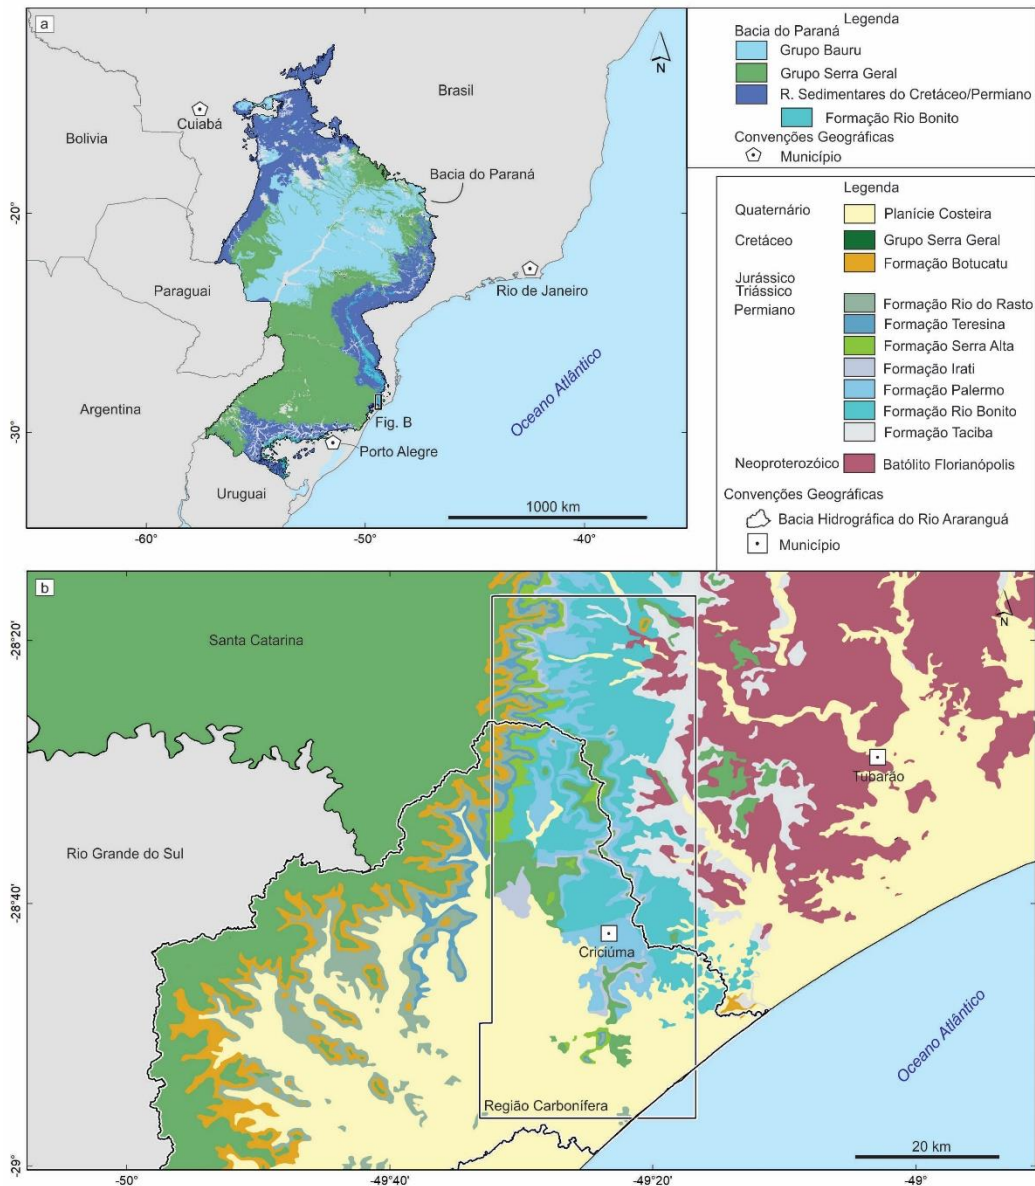 a
Bolivia
Cuiabá
Brasil
Bacia do Paraná
Paraguai
Rio de Janeiro
Argentina
Fig. B
Porto Alegre
Uruguai
Oceano Atlântico
N
1000 km
-20°
-30°
-60°
-50°
-40°
Legenda
Bacia do Paraná
Grupo Bauru
Grupo Serra Geral
R. Sedimentares do Cretáceo/Permiano
Formação Rio Bonito
Convenções Geográficas
Município
Legenda
Quaternário
Planície Costeira
Cretáceo
Grupo Serra Geral
Formação Botucatu
Jurássico
Triássico
Permiano
Formação Rio do Rasto
Formação Teresina
Formação Serra Alta
Formação Irati
Formação Palermo
Formação Rio Bonito
Formação Taciba
Neoproterozóico
Batólito Florianópolis
Convenções Geográficas
Bacia Hidrográfica do Rio Araranguá
Município
b
Santa Catarina
Rio Grande do Sul
Tubarão
Criciúma
Região Carbonífera
Oceano Atlântico
N
20 km
-28°20'
-28°40'
-29°
-50°
-49°40'
-49°20'
-49°